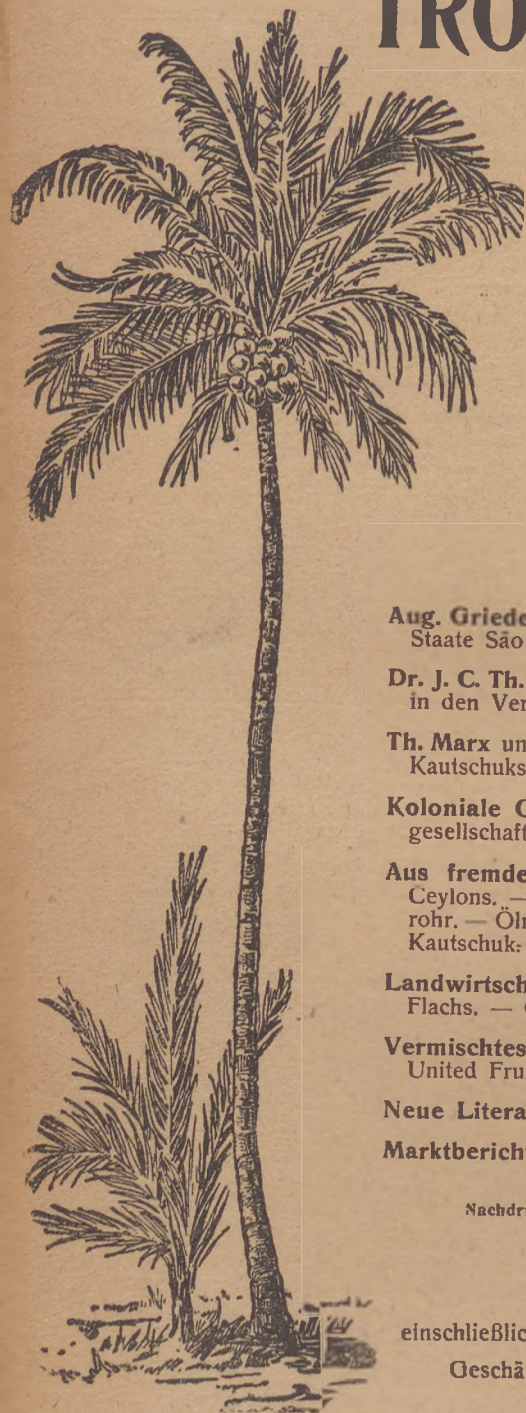 TRO
Aug. Griede
Staate São
Dr. J. C. Th.
in den Ver
Th. Marx un
Kautschuks
Koloniale G
gesellschaft
Aus fremde
Ceylons. —
rohr. — Öln
Kautschuk.
Landwirtsch
Flachs. —
Vermischtes
United Fru
Neue Litera
Marktbericht
Nachdr
einschließlic
Geschä